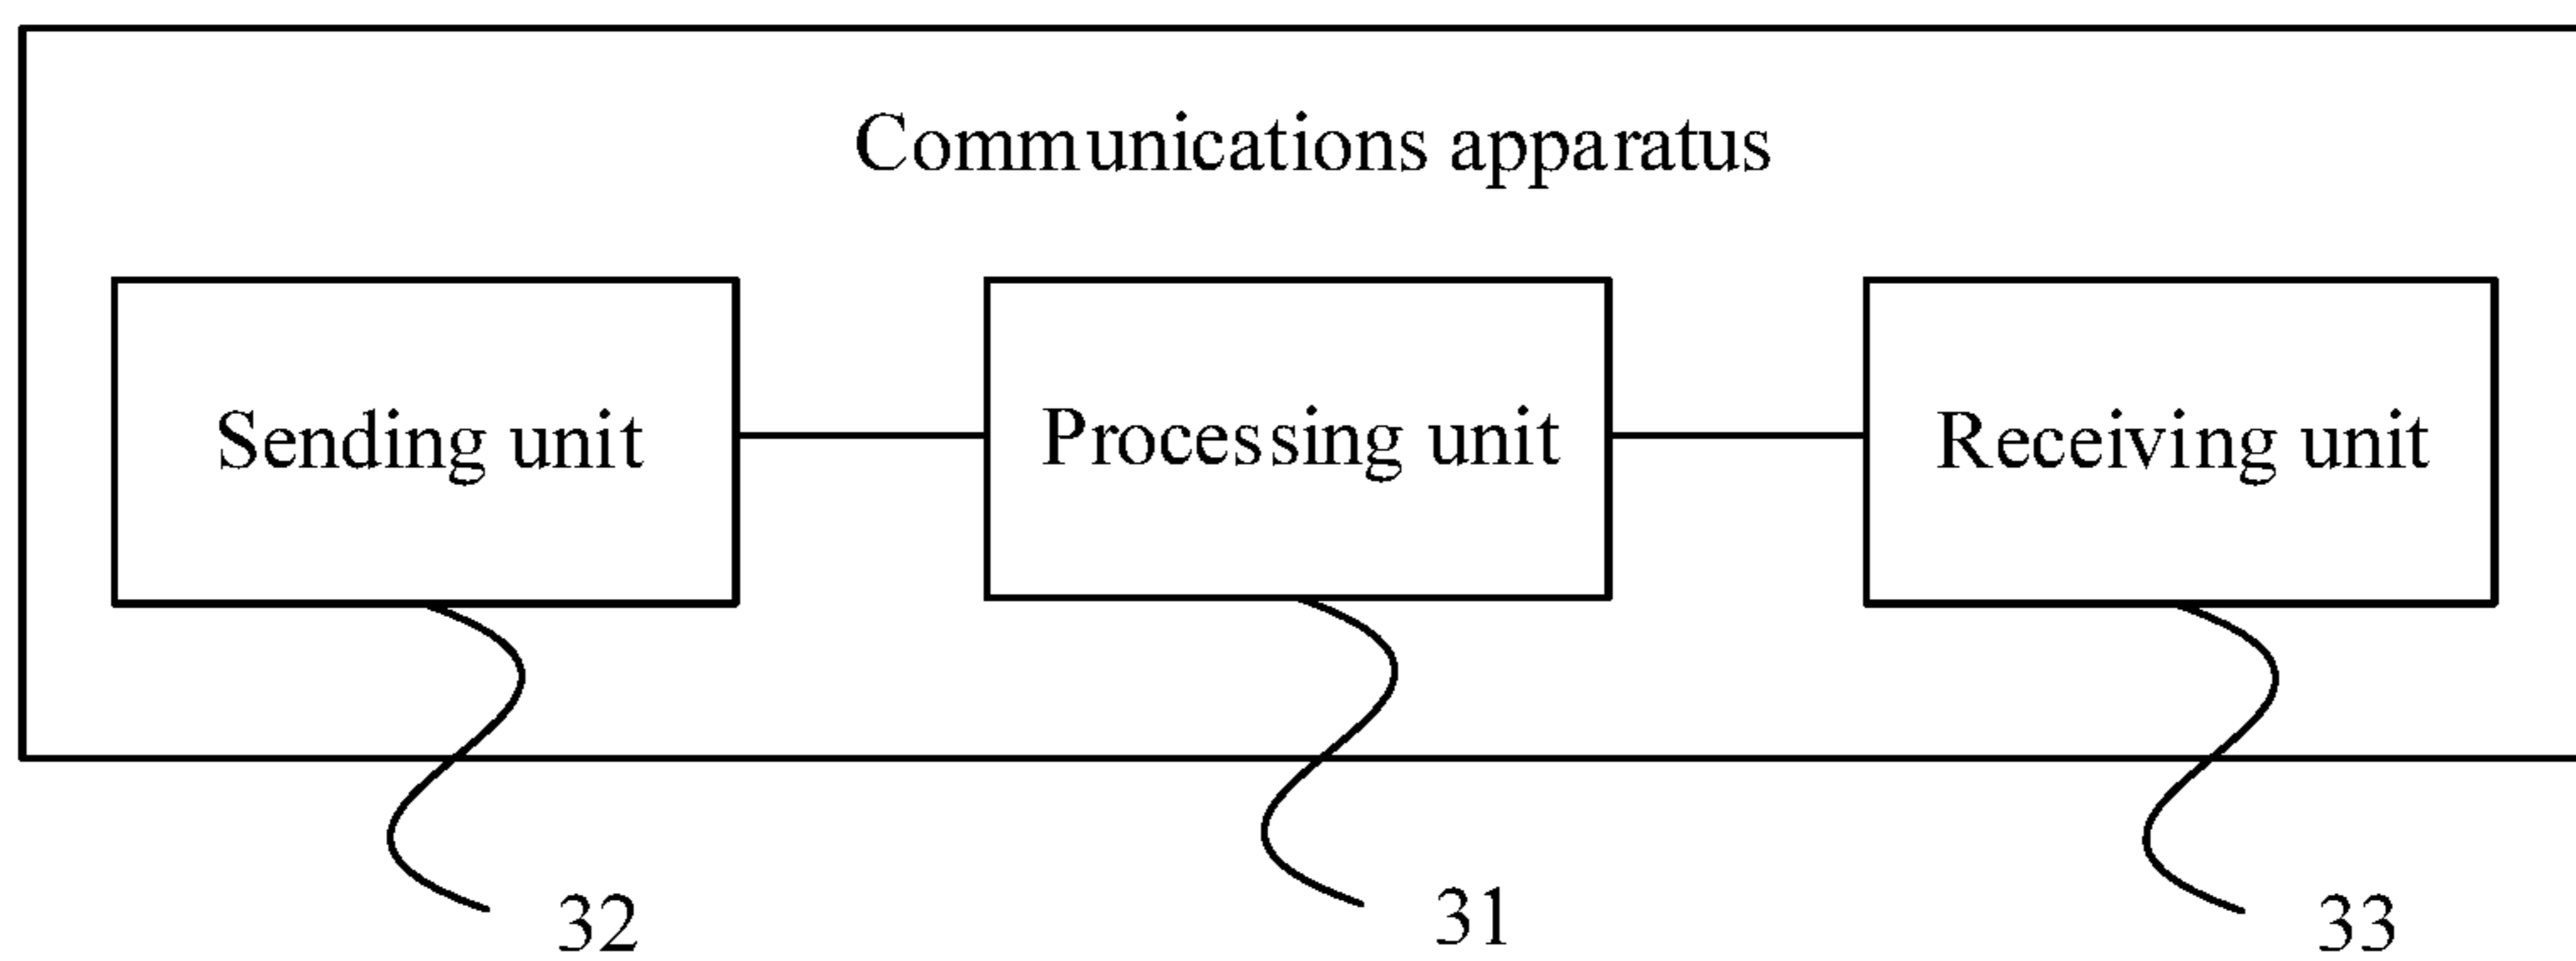 Communications apparatus
Sending unit
Processing unit
Receiving unit
32
31
33